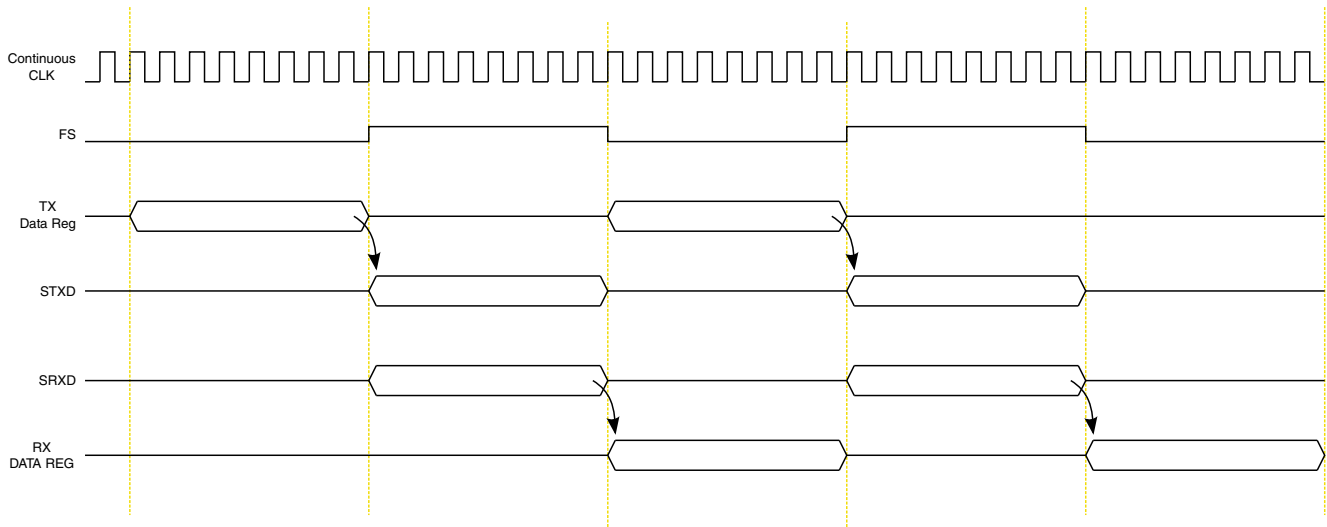 Continuous
CLK
FS
TX
Data Reg
STXD
SRXD
RX
DATA REG